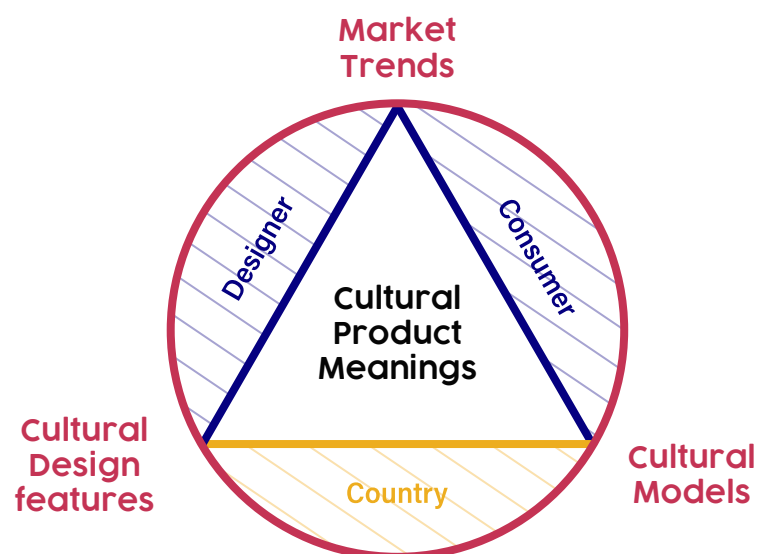 Market
Trends
Designer
Consumer
Cultural
Product
Meanings
Cultural
Design
features
Cultural
Models
Country